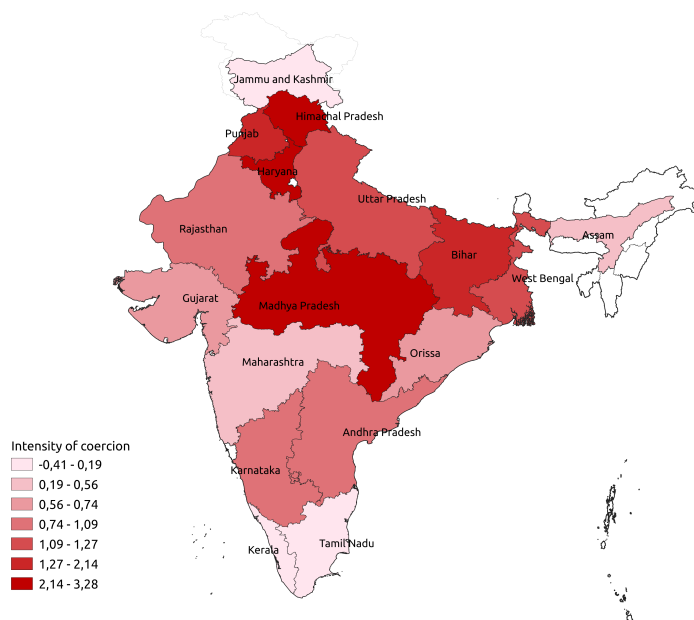 Jammu and Kashmir
Himachal Pradesh
Punjab
Haryana
Uttar Pradesh
Rajasthan
Assam
Bihar
West Bengal
Gujarat
Madhya Pradesh
Orissa
Maharashtra
Andhra Pradesh
Karnataka
Kerala
Tamil Nadu
Intensity of coercion
-0,41 - 0,19
0,19 - 0,56
0,56 - 0,74
0,74 - 1,09
1,09 - 1,27
1,27 - 2,14
2,14 - 3,28